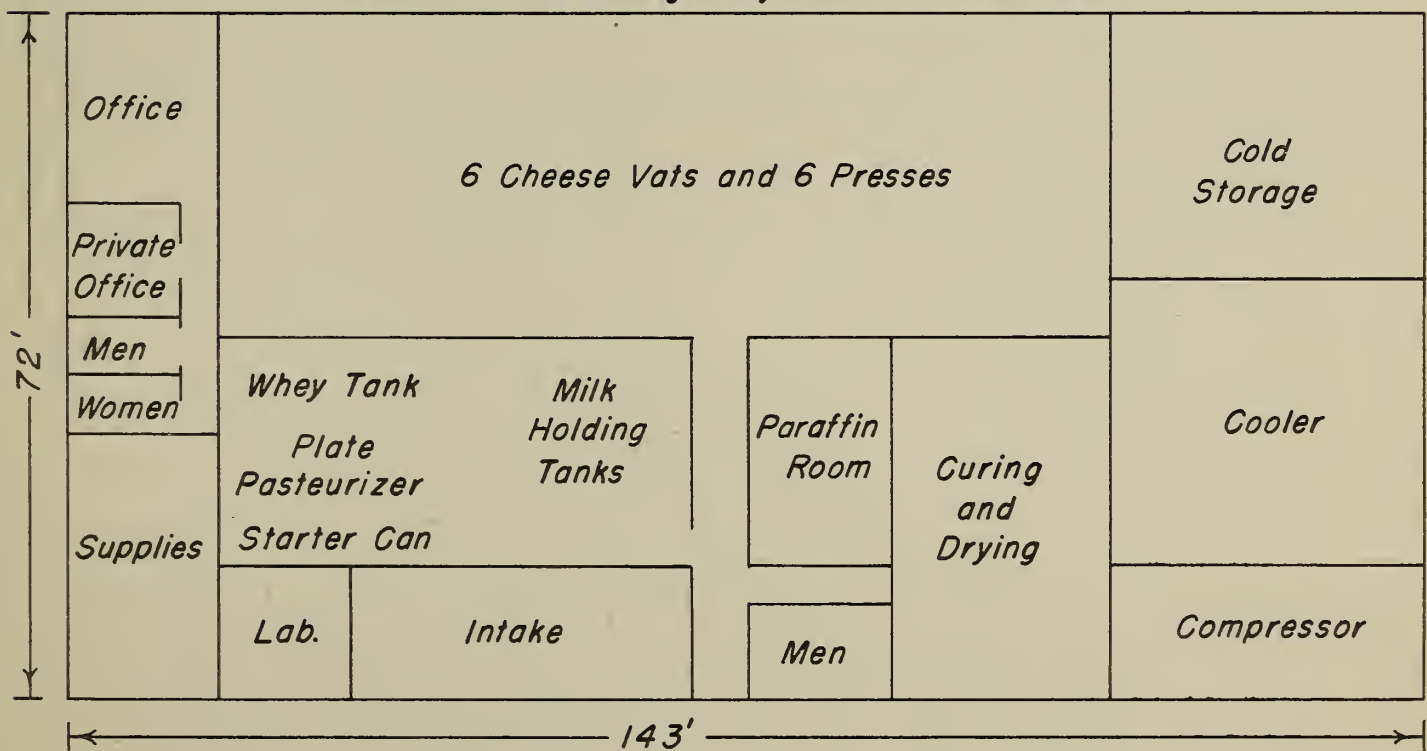 Office
6 Cheese Vats and 6 Presses
Cold
Storage
Private
Office
Men
Women
72'
Whey Tank
Plate
Pasteurizer
Starter Can
Milk
Holding
Tanks
Paraffin
Room
Curing
and
Drying
Cooler
Supplies
Lab.
Intake
Men
Compressor
143'